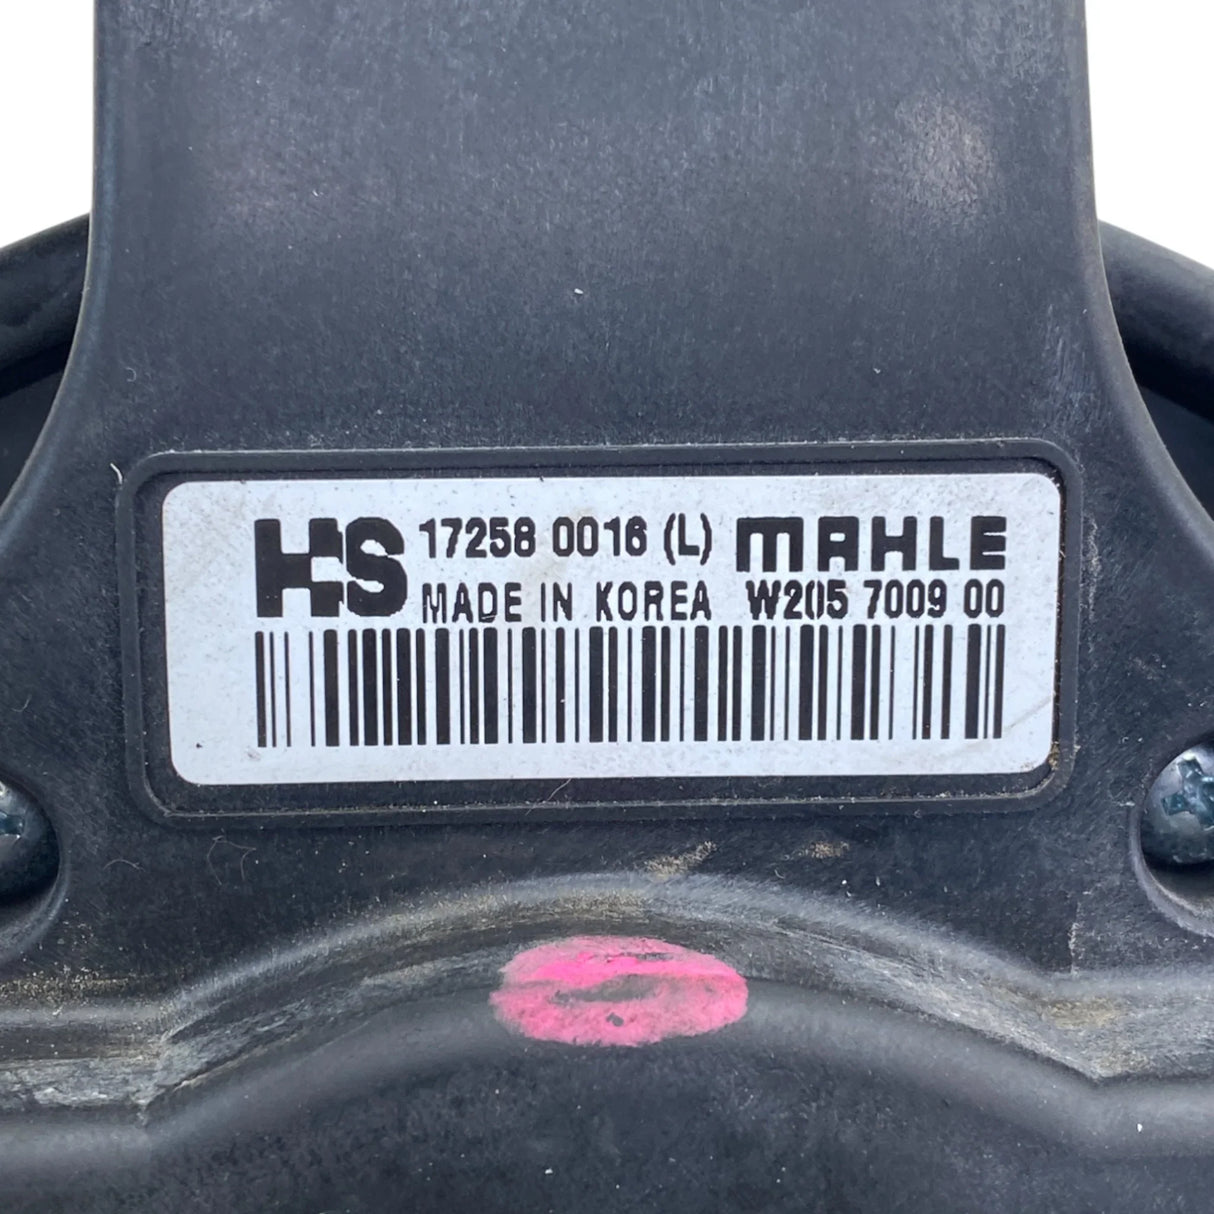 HS 17258 0016 (L) MAHLE
MADE IN KOREA W205 7009 00